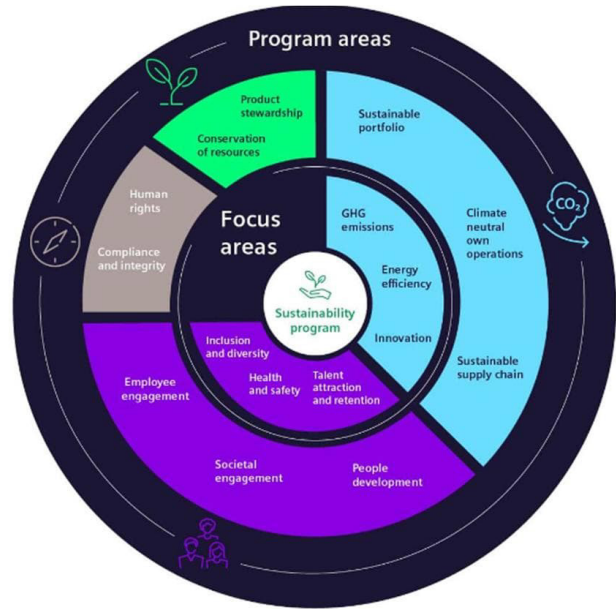 Program areas
Product
stewardship
Conservation
of resources
Sustainable
portfolio
Human
rights
Compliance
and integrity
Focus
areas
GHG
emissions
CO₂
Climate
neutral
own
operations
Energy
efficiency
Sustainability
program
Innovation
Inclusion
and diversity
Health
and safety
Talent
attraction
and retention
Sustainable
supply chain
Employee
engagement
Societal
engagement
People
development